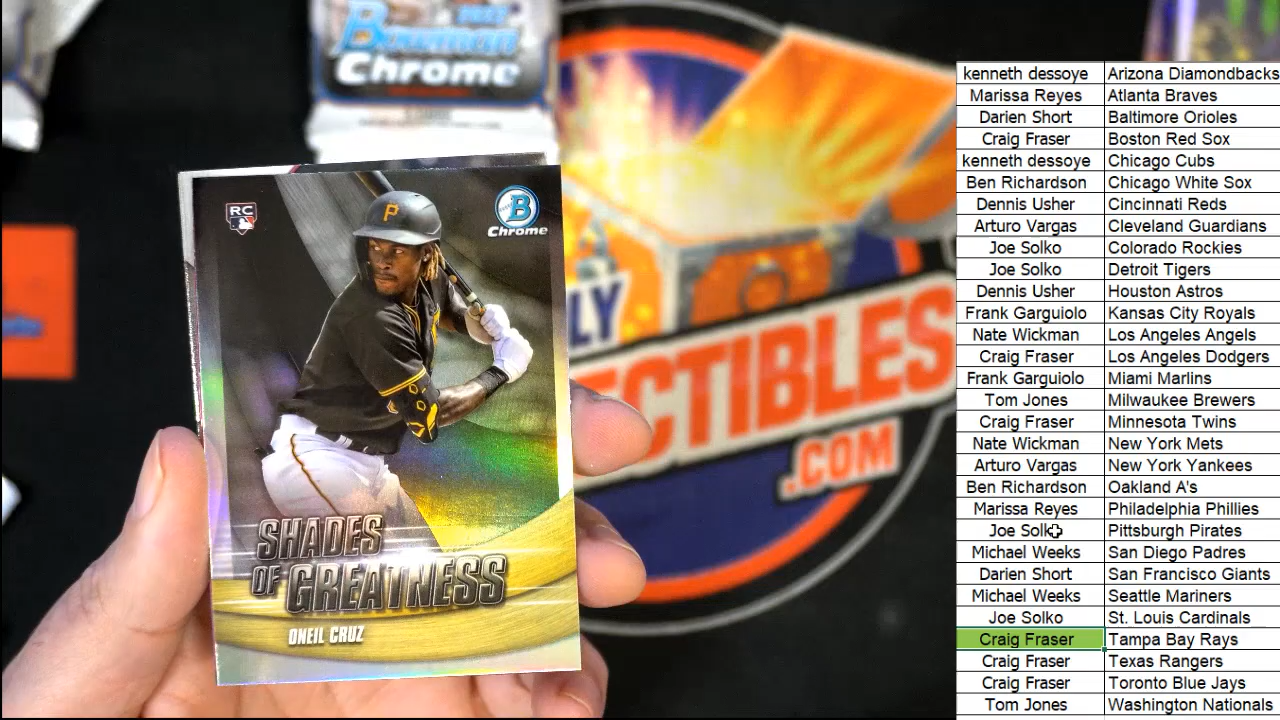 2022
Bowman
Chrome
RC
P
B
Chrome
SHADES
OF GREATNESS
ONEIL CRUZ
LY
ECTIBLES
.COM
kenneth dessoye Arizona Diamondbacks
Marissa Reyes Atlanta Braves
Darien Short Baltimore Orioles
Craig Fraser Boston Red Sox
kenneth dessoye Chicago Cubs
Ben Richardson Chicago White Sox
Dennis Usher Cincinnati Reds
Arturo Vargas Cleveland Guardians
Joe Solko Colorado Rockies
Joe Solko Detroit Tigers
Dennis Usher Houston Astros
Frank Garguiolo Kansas City Royals
Nate Wickman Los Angeles Angels
Craig Fraser Los Angeles Dodgers
Frank Garguiolo Miami Marlins
Tom Jones Milwaukee Brewers
Craig Fraser Minnesota Twins
Nate Wickman New York Mets
Arturo Vargas New York Yankees
Ben Richardson Oakland A's
Marissa Reyes Philadelphia Phillies
Joe Solko Pittsburgh Pirates
Michael Weeks San Diego Padres
Darien Short San Francisco Giants
Michael Weeks Seattle Mariners
Joe Solko St. Louis Cardinals
Craig Fraser Tampa Bay Rays
Craig Fraser Texas Rangers
Craig Fraser Toronto Blue Jays
Tom Jones Washington Nationals